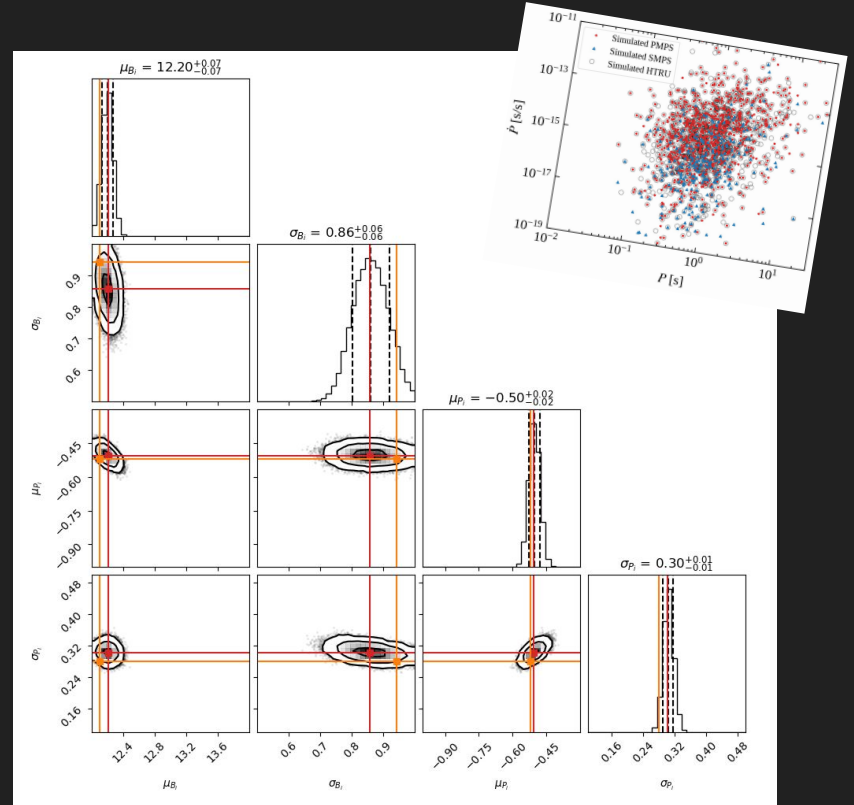 10⁻¹¹
Simulated PMPS
Simulated SMPS
Simulated HTRU
10⁻¹³
10⁻¹⁵
10⁻¹⁷
10⁻¹⁹
Ṗ [s/s]
10⁻² 10⁻¹ 10⁰ 10¹
P [s]
μ_{B_i} = 12.20^{+0.07}_{-0.07}
σ_{B_i} = 0.86^{+0.06}_{-0.06}
0.9
0.8
0.7
0.6
σ_{B_i}
μ_{P_i} = −0.50^{+0.02}_{-0.02}
−0.45
−0.60
−0.75
−0.90
μ_{P_i}
σ_{P_i} = 0.30^{+0.01}_{-0.01}
0.48
0.40
0.32
0.24
0.16
σ_{P_i}
12.4 12.8 13.2 13.6
0.6 0.7 0.8 0.9
−0.90 −0.75 −0.60 −0.45
0.16 0.24 0.32 0.40 0.48
μ_{B_i} σ_{B_i} μ_{P_i} σ_{P_i}